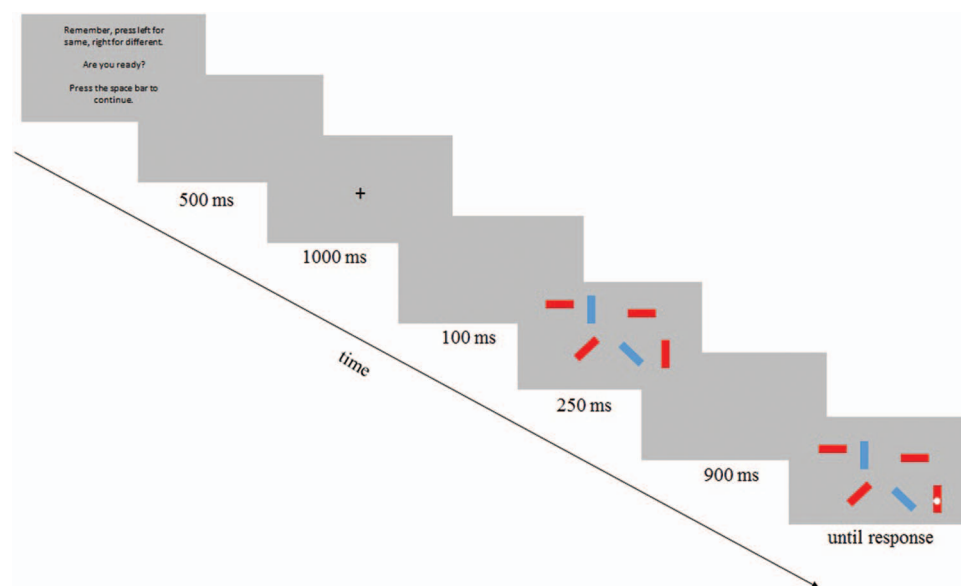 Remember, press left for
same, right for different.
Are you ready?
Press the space bar to
continue.
500 ms
+
1000 ms
100 ms
250 ms
900 ms
until response
time